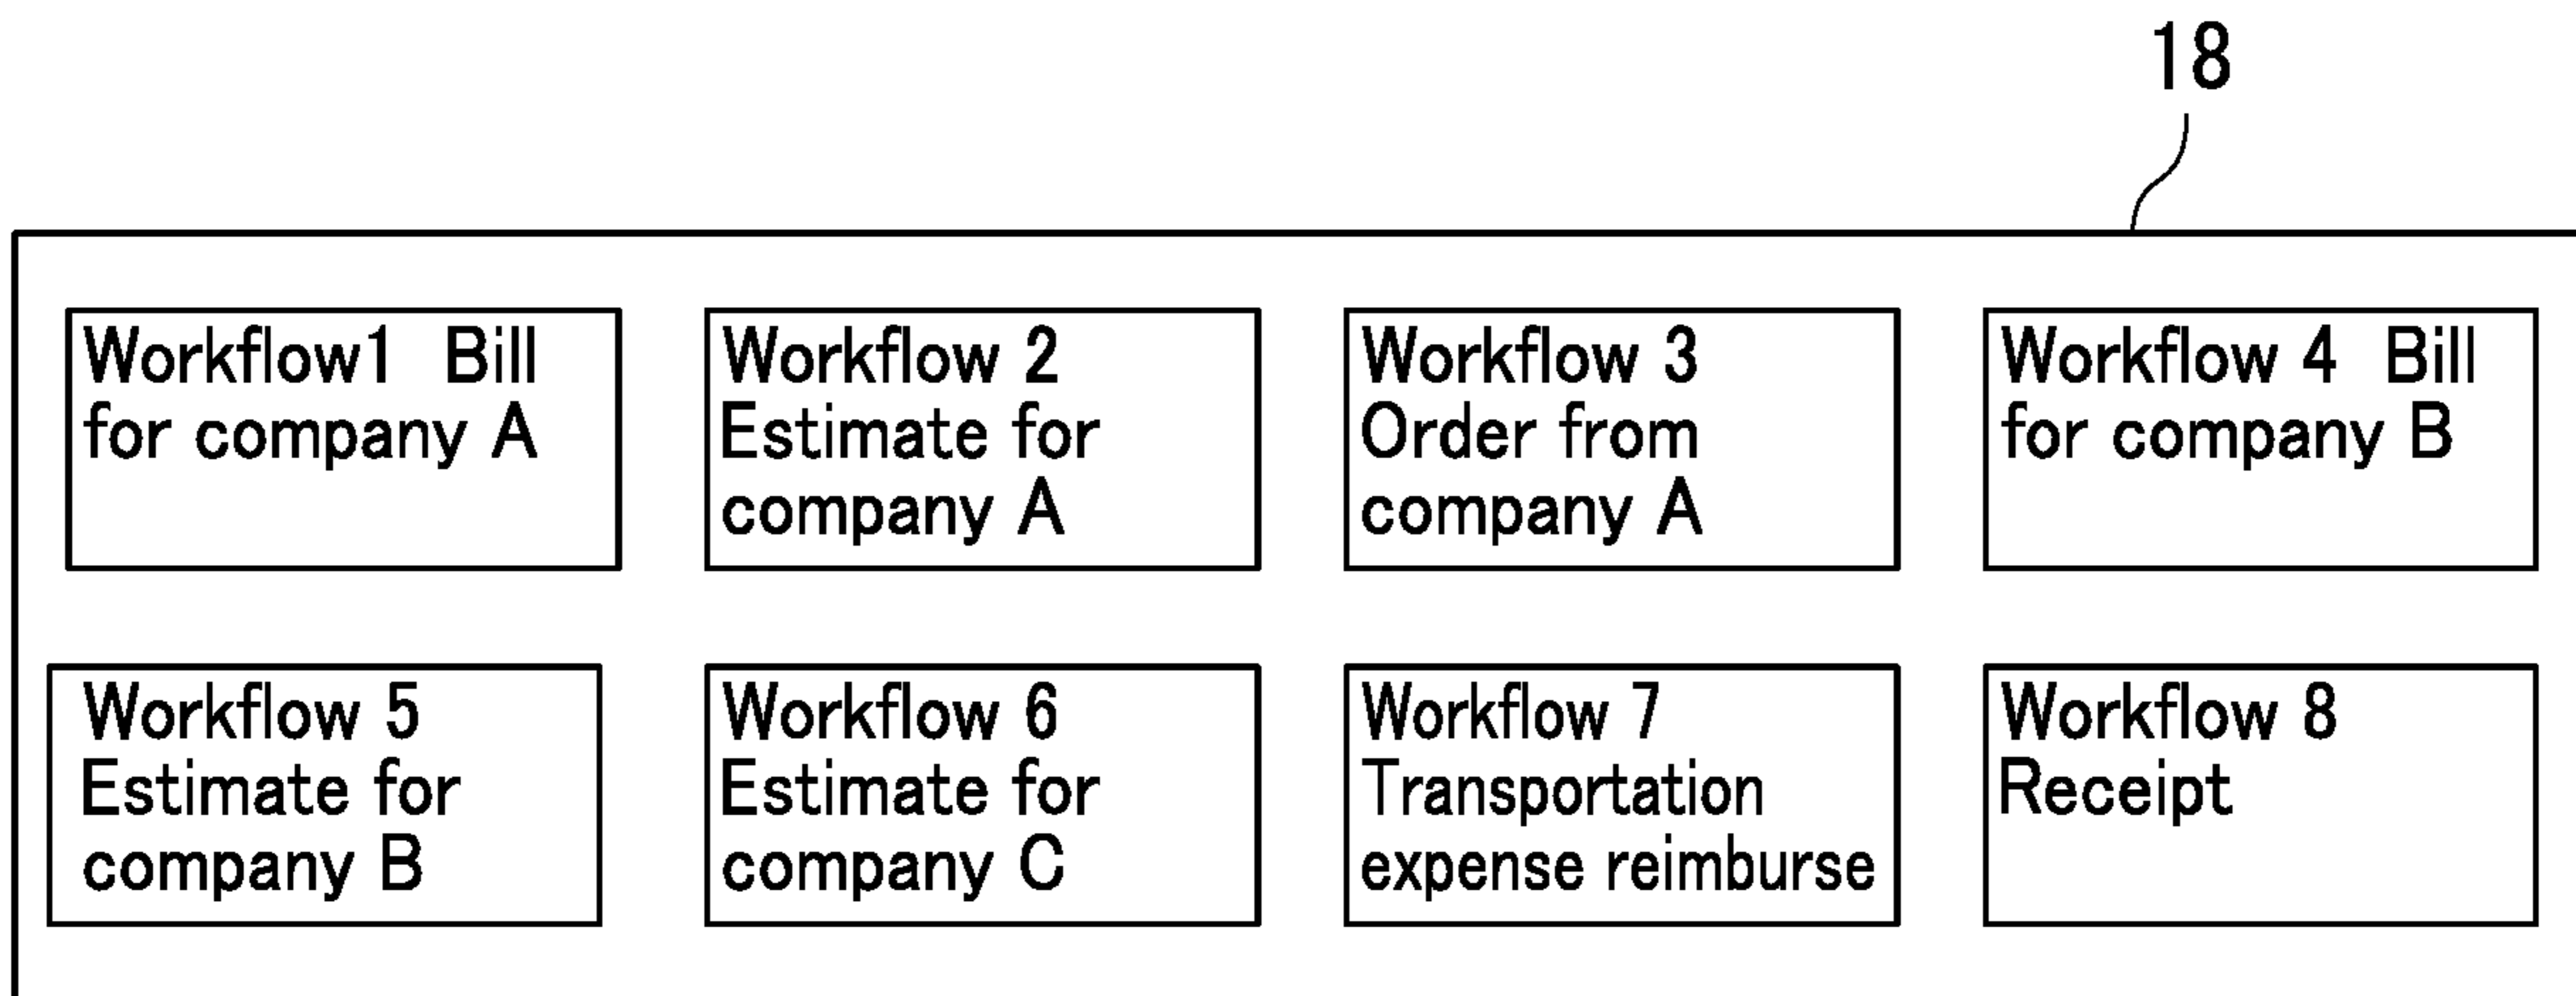 18
Workflow1 Bill
for company A
Workflow 2
Estimate for
company A
Workflow 3
Order from
company A
Workflow 4 Bill
for company B
Workflow 5
Estimate for
company B
Workflow 6
Estimate for
company C
Workflow 7
Transportation
expense reimburse
Workflow 8
Receipt